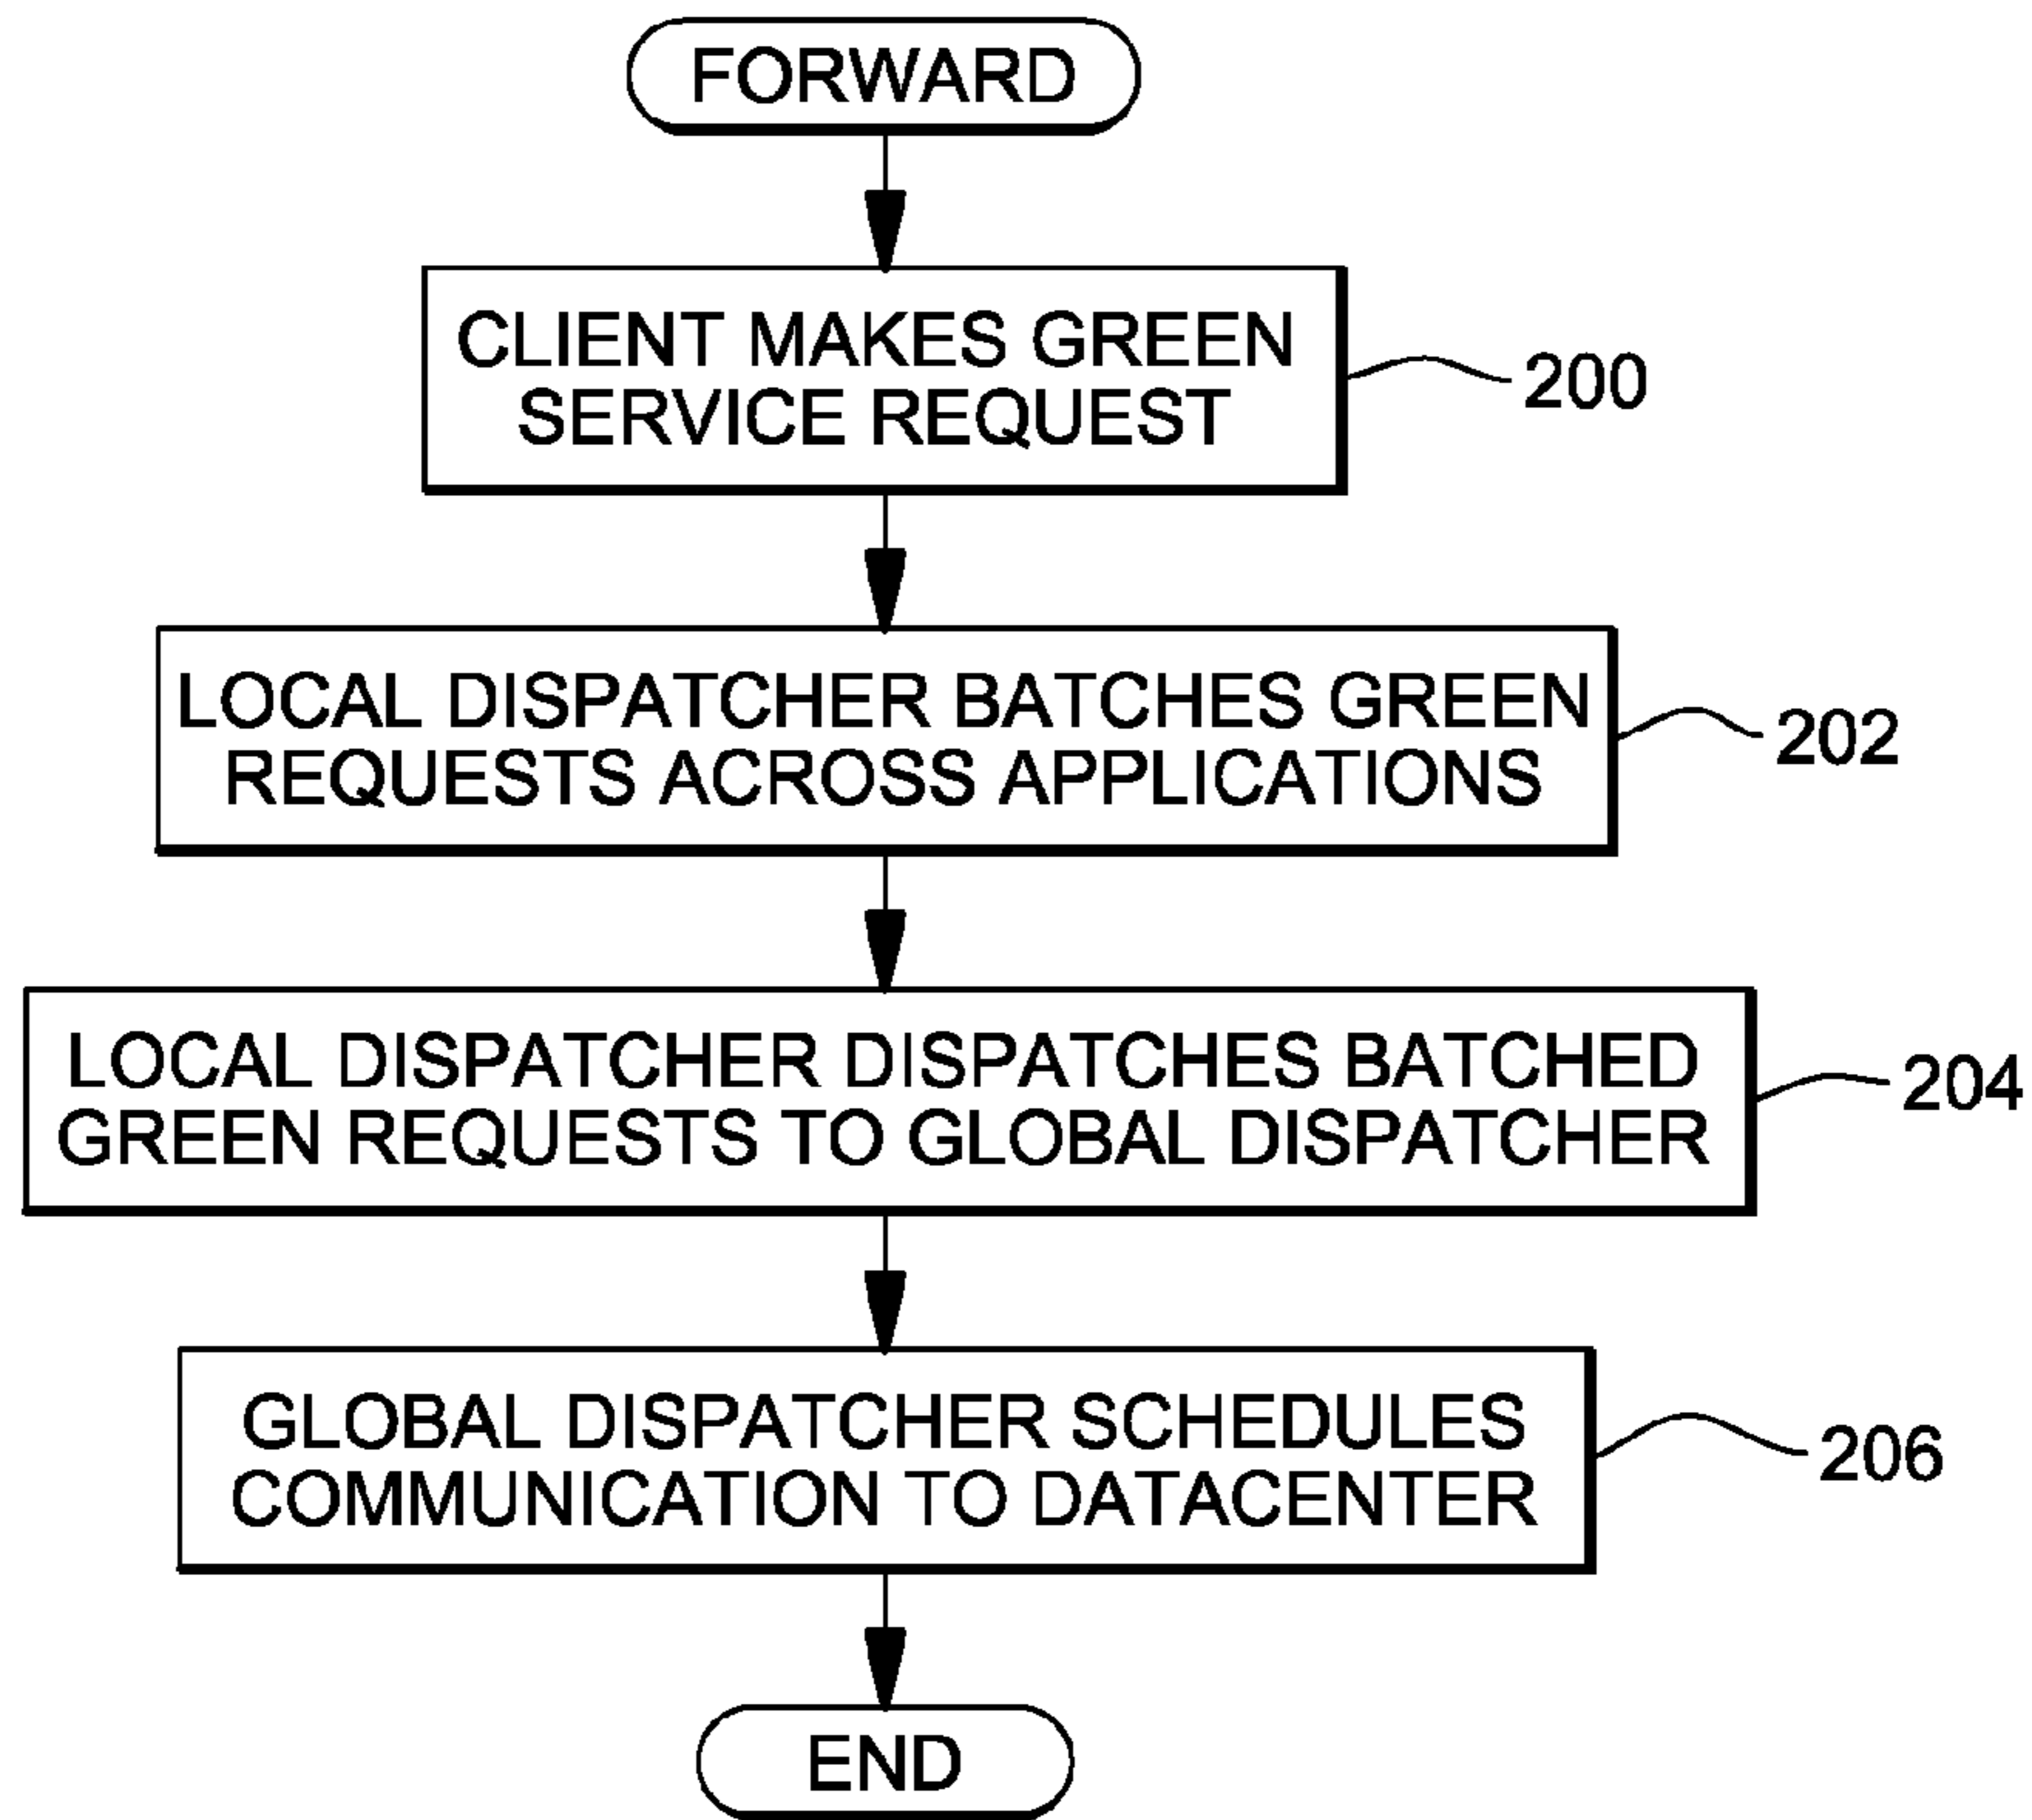 FORWARD
CLIENT MAKES GREEN
SERVICE REQUEST
200
LOCAL DISPATCHER BATCHES GREEN
REQUESTS ACROSS APPLICATIONS
202
LOCAL DISPATCHER DISPATCHES BATCHED
GREEN REQUESTS TO GLOBAL DISPATCHER
204
GLOBAL DISPATCHER SCHEDULES
COMMUNICATION TO DATACENTER
206
END